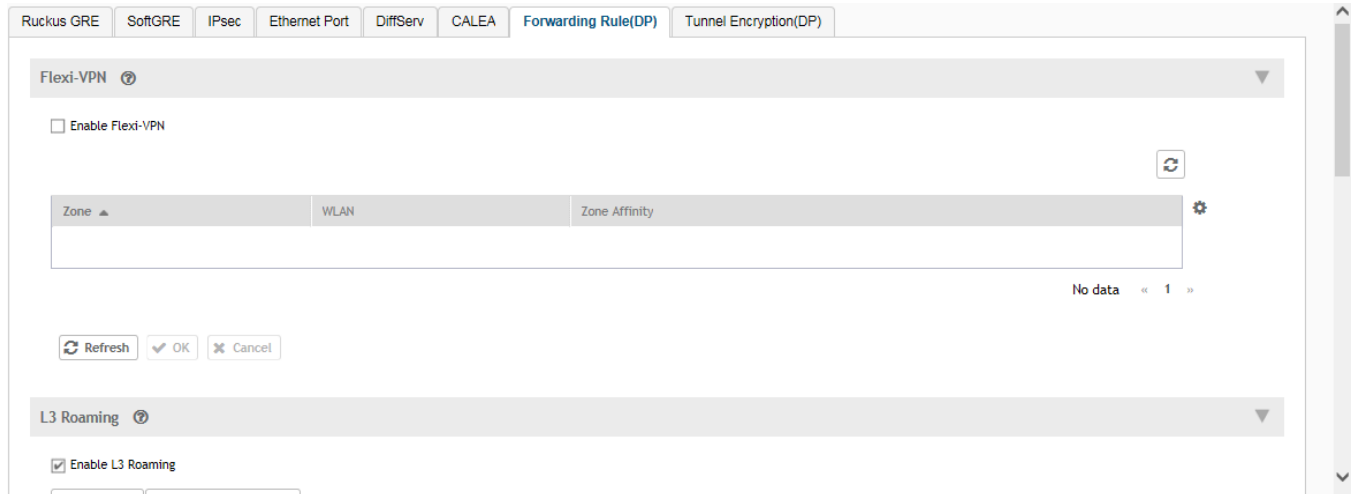 Ruckus GRE SoftGRE IPsec Ethernet Port DiffServ CALEA Forwarding Rule(DP) Tunnel Encryption(DP)
Flexi-VPN
Enable Flexi-VPN
Zone WLAN Zone Affinity
No data « 1 »
Refresh OK Cancel
L3 Roaming
Enable L3 Roaming